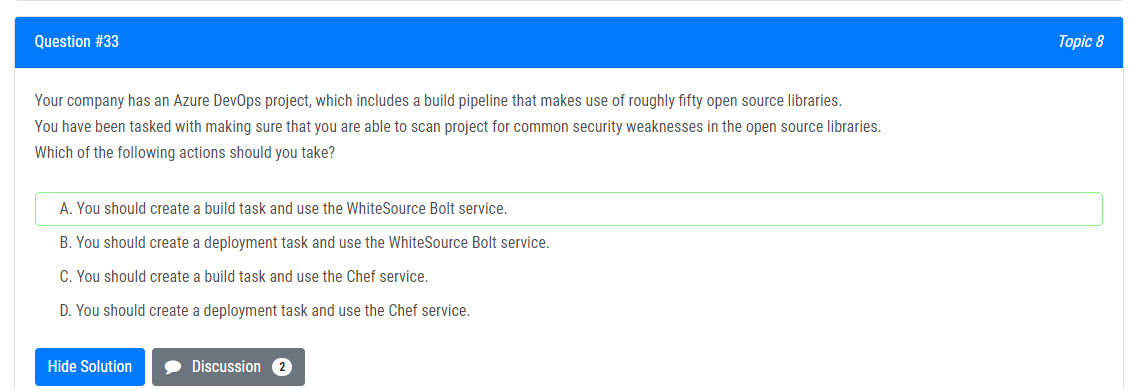 Question #33
Topic 8
Your company has an Azure DevOps project, which includes a build pipeline that makes use of roughly fifty open source libraries.
You have been tasked with making sure that you are able to scan project for common security weaknesses in the open source libraries.
Which of the following actions should you take?
A. You should create a build task and use the WhiteSource Bolt service.
B. You should create a deployment task and use the WhiteSource Bolt service.
C. You should create a build task and use the Chef service.
D. You should create a deployment task and use the Chef service.
Hide Solution
Discussion 2